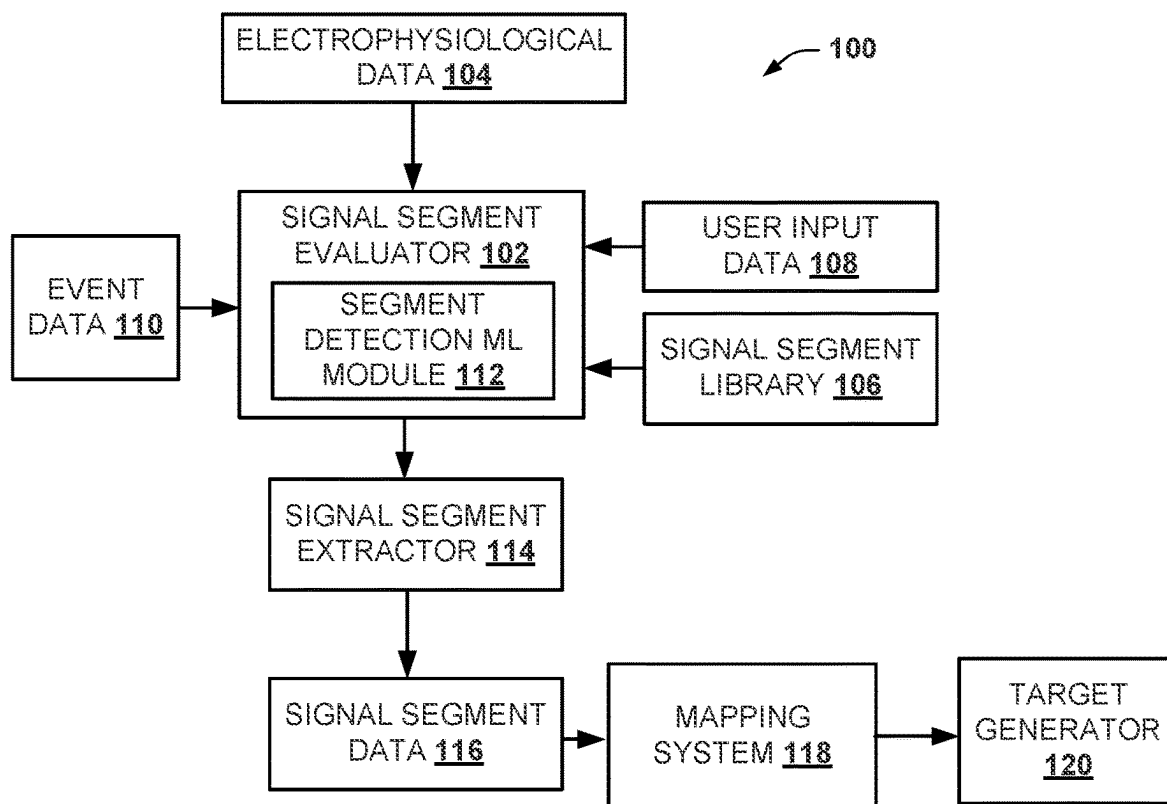 ELECTROPHYSIOLOGICAL
DATA 104
100
SIGNAL SEGMENT
EVALUATOR 102
SEGMENT
DETECTION ML
MODULE 112
EVENT
DATA 110
USER INPUT
DATA 108
SIGNAL SEGMENT
LIBRARY 106
SIGNAL SEGMENT
EXTRACTOR 114
SIGNAL SEGMENT
DATA 116
MAPPING
SYSTEM 118
TARGET
GENERATOR
120